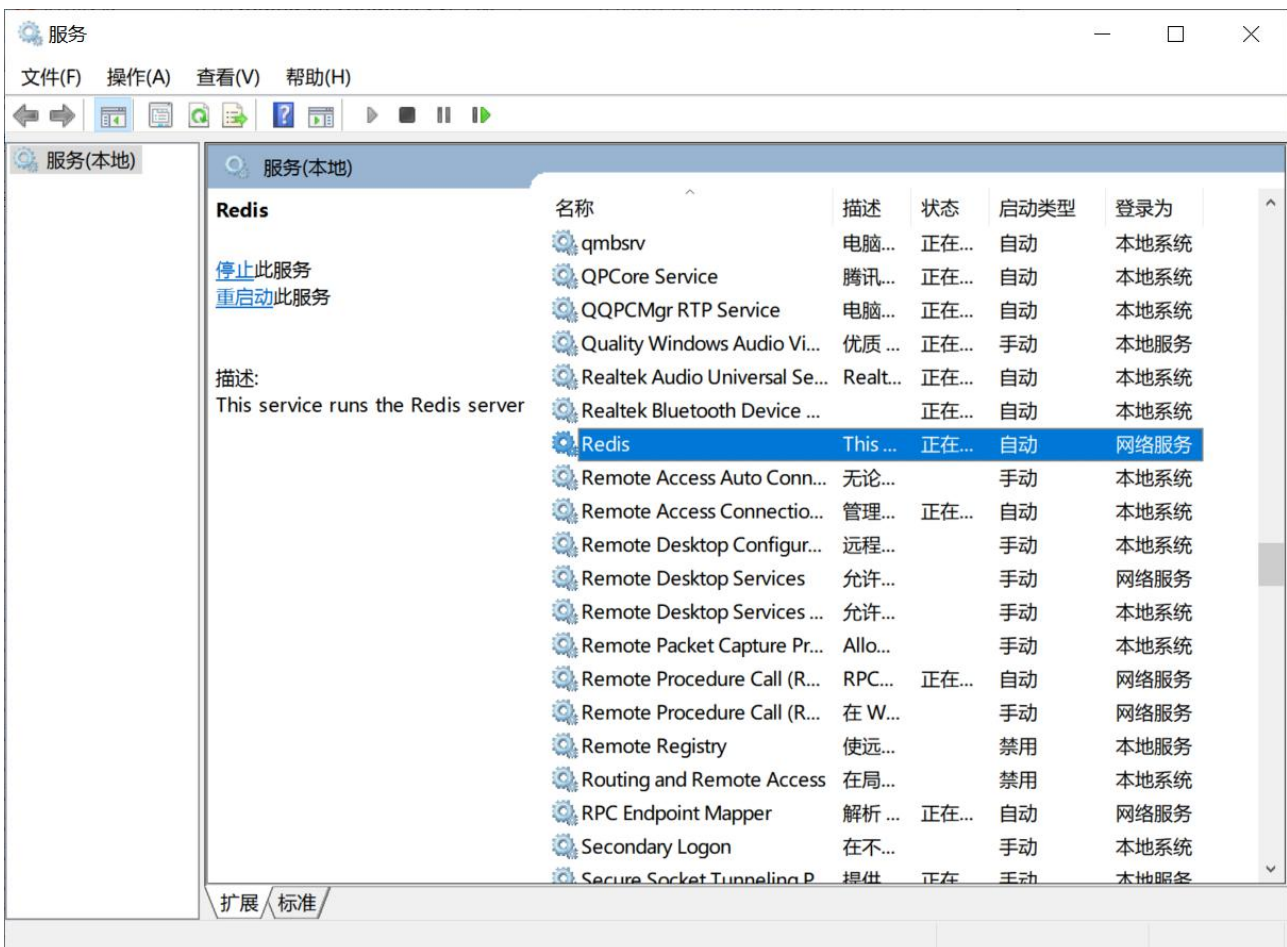 服务
文件(F) 操作(A) 查看(V) 帮助(H)
服务(本地)
服务(本地)
Redis
停止此服务
重启动此服务
描述:
This service runs the Redis server
名称 描述 状态 启动类型 登录为
qmbsrv 电脑... 正在... 自动 本地系统
QPCore Service 腾讯... 正在... 自动 本地系统
QQPCMgr RTP Service 电脑... 正在... 自动 本地系统
Quality Windows Audio Vi... 优质 ... 正在... 手动 本地服务
Realtek Audio Universal Se... Realt... 正在... 自动 本地系统
Realtek Bluetooth Device ... 正在... 自动 本地系统
Redis This ... 正在... 自动 网络服务
Remote Access Auto Conn... 无论... 手动 本地系统
Remote Access Connectio... 管理... 正在... 自动 本地系统
Remote Desktop Configur... 远程... 手动 本地系统
Remote Desktop Services 允许... 手动 网络服务
Remote Desktop Services ... 允许... 手动 本地系统
Remote Packet Capture Pr... Allo... 手动 本地系统
Remote Procedure Call (R... RPC... 正在... 自动 网络服务
Remote Procedure Call (R... 在 W... 手动 网络服务
Remote Registry 使远... 禁用 本地服务
Routing and Remote Access 在局... 禁用 本地系统
RPC Endpoint Mapper 解析 ... 正在... 自动 网络服务
Secondary Logon 在不... 手动 本地系统
Secure Socket Tunneling P 提供 正在 手动 本地服务
扩展 标准